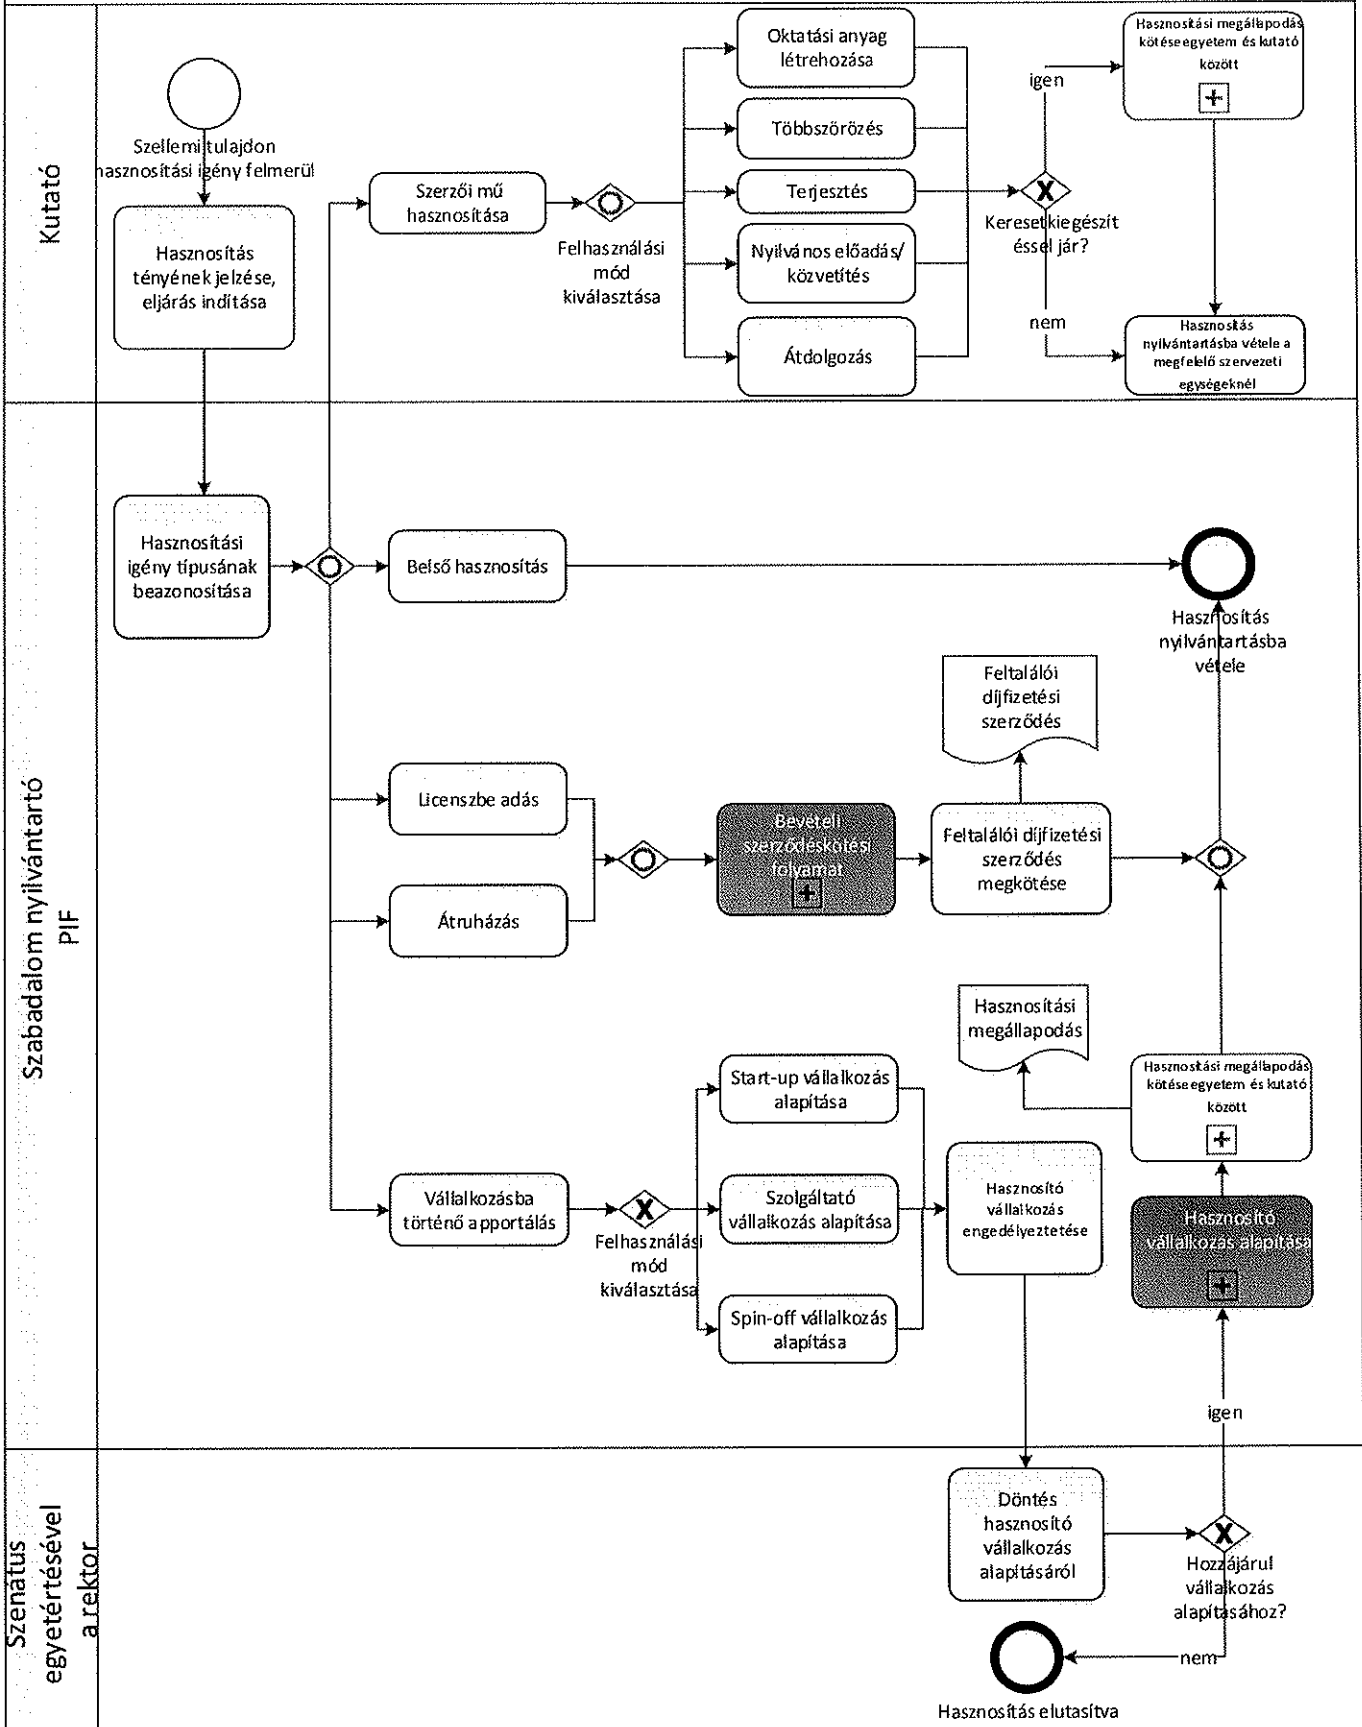 Kutató
Szellemi tulajdon
hasznosítási igény felmerül
Hasznosítás
tényének jelzése,
eljárás indítása
Szerzői mű
hasznosítása
Felhasználási
mód
kiválasztása
Oktatási anyag
létrehozása
Többszörözés
Terjesztés
Nyilvános előadás/
közvetítés
Átdolgozás
X
Keresetkiegészít
éssel jár?
igen
nem
Hasznosítási megállapodás
kötése egyetem és kutató
között
+
Hasznosítás
nyilvántartásba vétele a
megfelelő szervezeti
egységeknél
Szabadalom nyilvántartó
PIF
Hasznosítási
igény típusának
beazonosítása
Belső hasznosítás
Hasznosítás
nyilvántartásba
vétele
Licenszbe adás
Átruházás
Bevételi
szerződéskötési
folyamat
+
Feltalálói
díjfizetési
szerződés
Feltalálói díjfizetési
szerződés
megkötése
Vállalkozásba
történő apportálás
X
Felhasználási
mód
kiválasztása
Start-up vállalkozás
alapítása
Szolgáltató
vállalkozás alapítása
Spin-off vállalkozás
alapítása
Hasznosító
vállalkozás
engedélyeztetése
Hasznosítási
megállapodás
Hasznosítási megállapodás
kötése egyetem és kutató
között
+
Hasznosító
vállalkozás alapítása
+
igen
Szenátus
egyetértésével
a rektor
Döntés
hasznosító
vállalkozás
alapításáról
X
Hozzájárul
vállalkozás
alapításához?
nem
Hasznosítás elutasítva